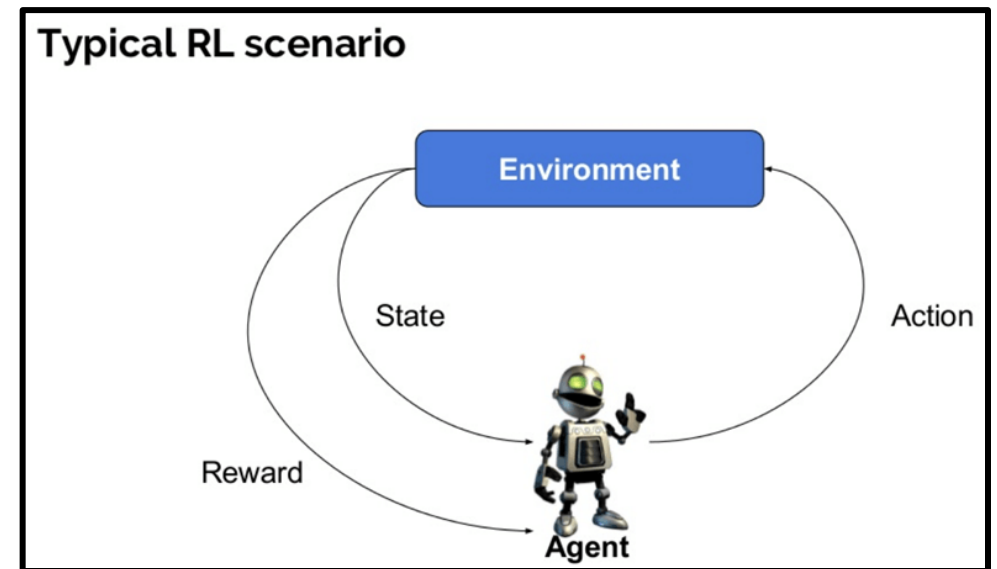 Typical RL scenario
Environment
State
Action
Reward
Agent